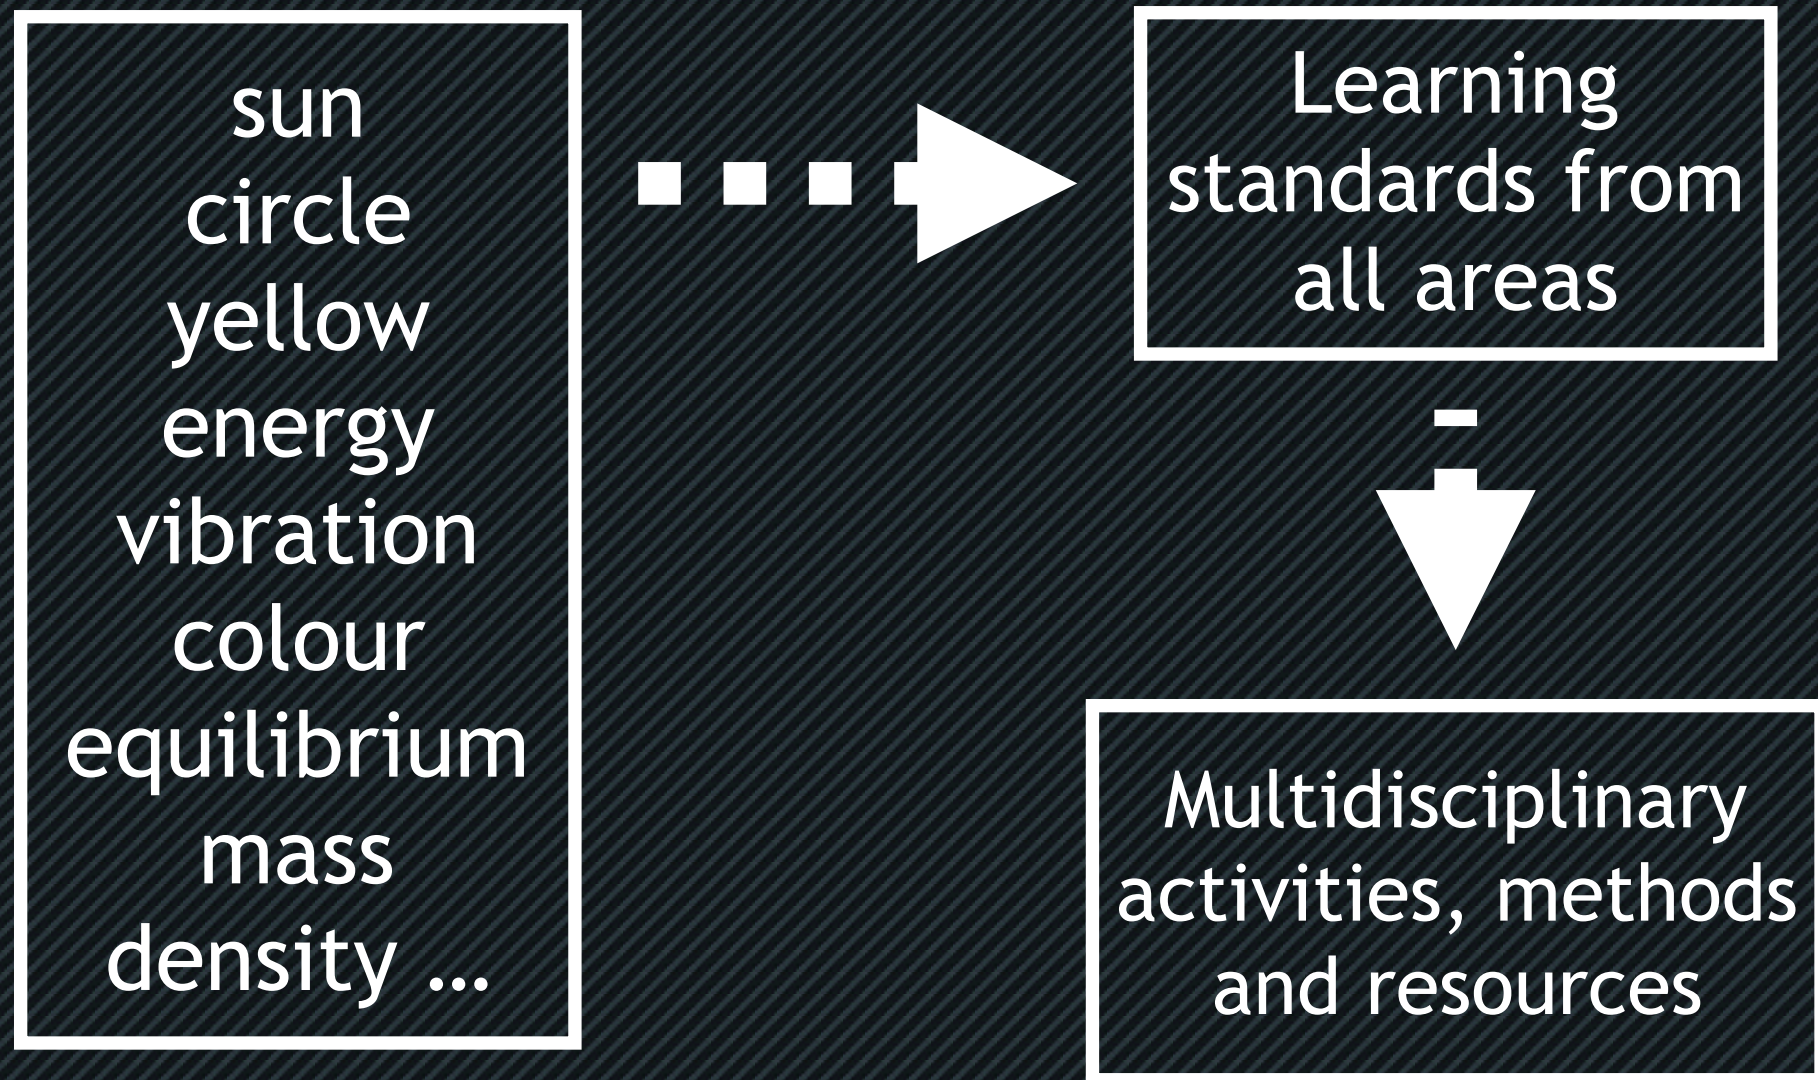 sun
circle
yellow
energy
vibration
colour
equilibrium
mass
density ...
Learning
standards from
all areas
Multidisciplinary
activities, methods
and resources